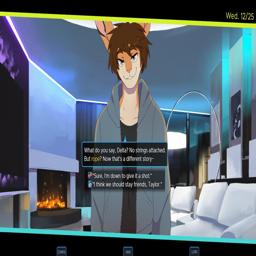 Wed. 12/25
What do you say, Delta? No strings attached.
But rope? Now that's a different story~
"Sure, I'm down to give it a shot."
"I think we should stay friends, Taylor."